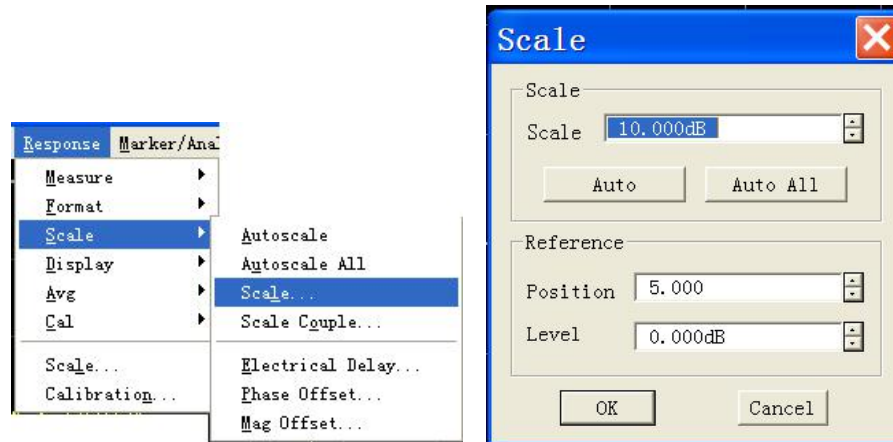 Response Marker/Ana
Measure
Format
Scale
Display
Avg
Cal
Scale...
Calibration...
Autoscale
Autoscale All
Scale...
Scale Couple...
Electrical Delay...
Phase Offset...
Mag Offset...
Scale
Scale
Scale 10.000dB
Auto Auto All
Reference
Position 5.000
Level 0.000dB
OK Cancel